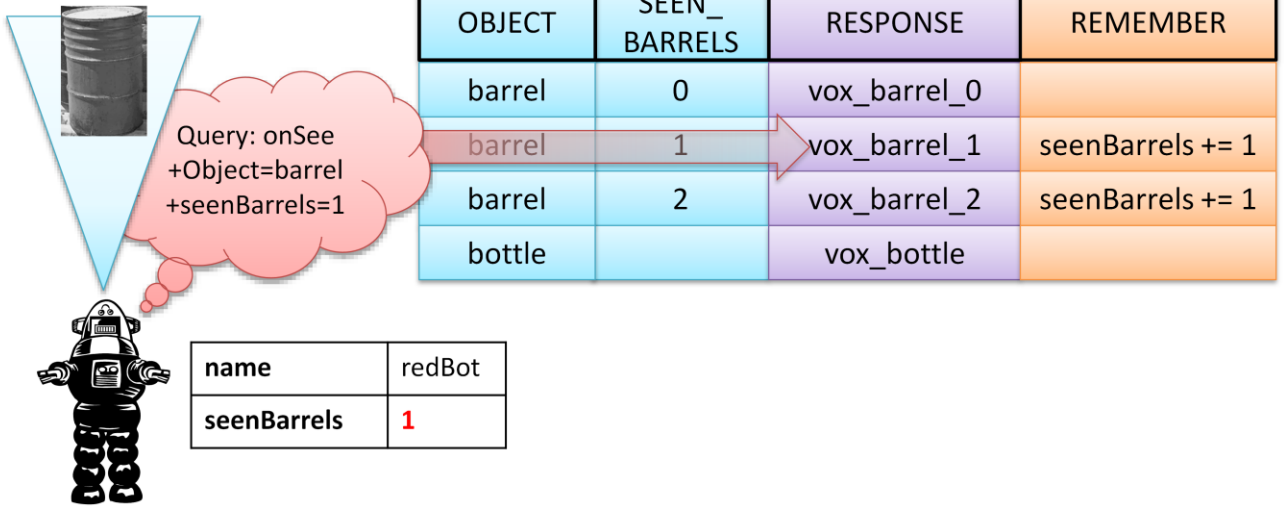 OBJECT SEEN_ BARRELS RESPONSE REMEMBER
barrel 0 vox_barrel_0
barrel 1 vox_barrel_1 seenBarrels += 1
barrel 2 vox_barrel_2 seenBarrels += 1
bottle vox_bottle
Query: onSee
+Object=barrel
+seenBarrels=1
name redBot
seenBarrels 1